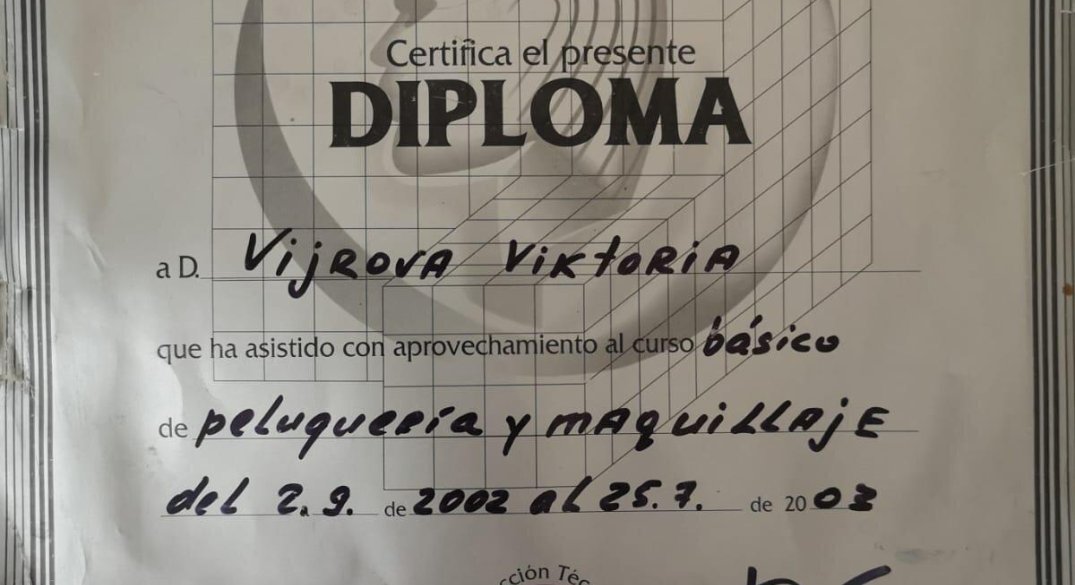 Certifica el presente
DIPLOMA
a D. Vijrova Viktoria
que ha asistido con aprovechamiento al curso básico
de peluquería y maquillaje
del 2.9. de 2002 al 25.7. de 2003